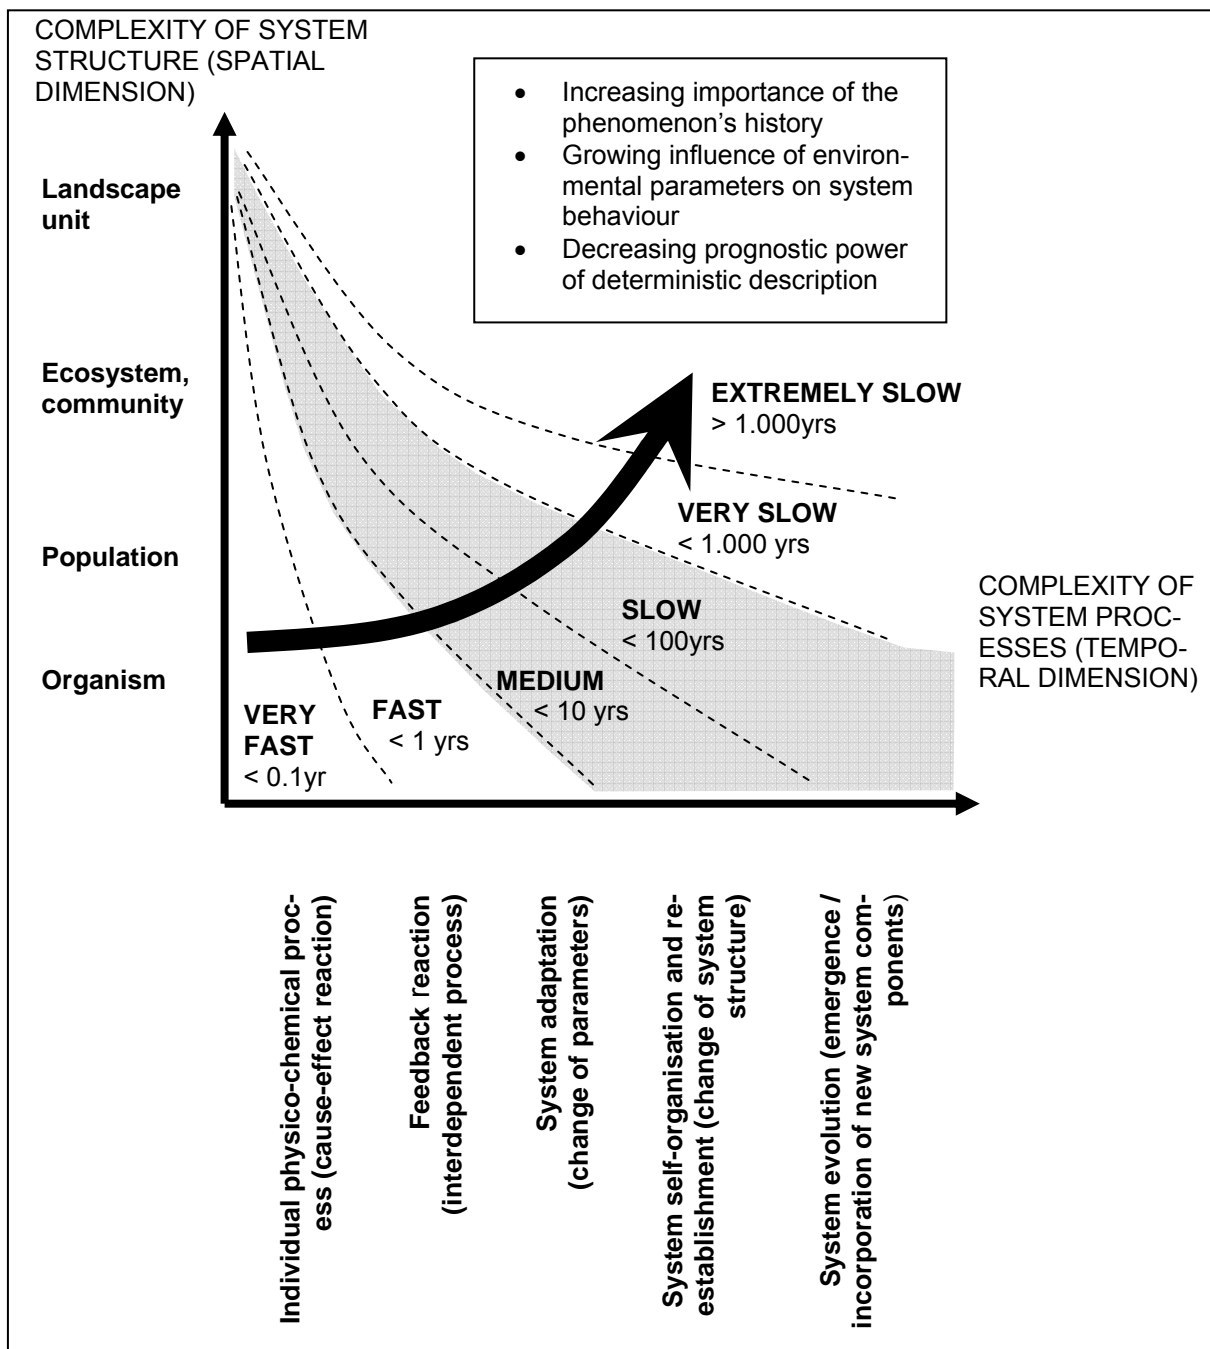 COMPLEXITY OF SYSTEM
STRUCTURE (SPATIAL
DIMENSION)
• Increasing importance of the
phenomenon's history
• Growing influence of environ-
mental parameters on system
behaviour
• Decreasing prognostic power
of deterministic description
Landscape
unit
Ecosystem,
community
Population
Organism
EXTREMELY SLOW
> 1.000yrs
VERY SLOW
< 1.000 yrs
SLOW
< 100yrs
MEDIUM
< 10 yrs
FAST
< 1 yrs
VERY
FAST
< 0.1yr
COMPLEXITY OF
SYSTEM PROC-
ESSES (TEMPO-
RAL DIMENSION)
Individual physico-chemical proc-
ess (cause-effect reaction)
Feedback reaction
(interdependent process)
System adaptation
(change of parameters)
System self-organisation and re-
establishment (change of system
structure)
System evolution (emergence /
incorporation of new system com-
ponents)